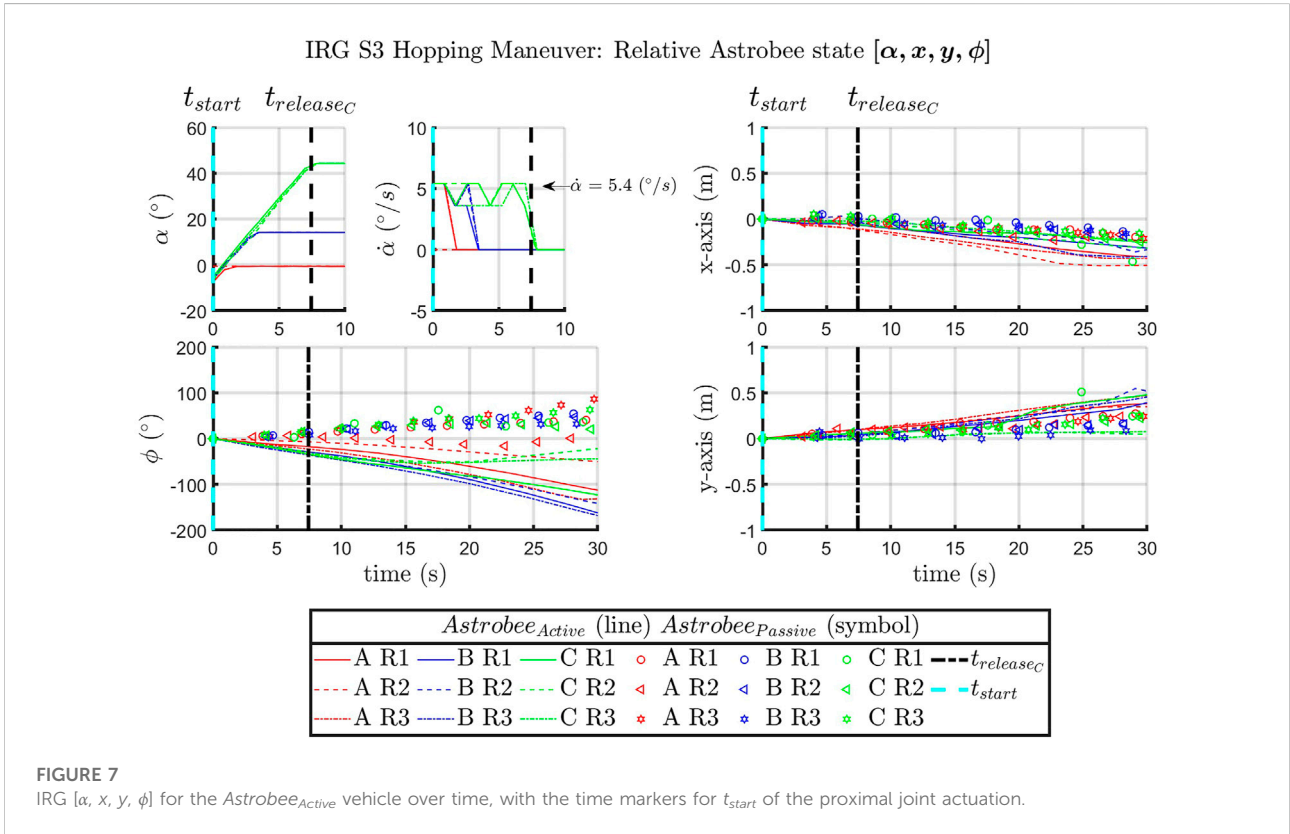 IRG S3 Hopping Maneuver: Relative Astrobee state [α, x, y, ϕ]
t_start t_release_C
t_start t_release_C
60
40
20
0
-20
α (°)
0 5 10
10
5
0
-5
α̇ (°/s)
0 5 10
α̇ = 5.4 (°/s)
1
0.5
0
-0.5
-1
x-axis (m)
0 5 10 15 20 25 30
200
100
0
-100
-200
ϕ (°)
0 5 10 15 20 25 30
time (s)
1
0.5
0
-0.5
-1
y-axis (m)
0 5 10 15 20 25 30
time (s)
Astrobee_Active (line) Astrobee_Passive (symbol)
A R1 B R1 C R1 A R1 B R1 C R1 t_release_C
A R2 B R2 C R2 A R2 B R2 C R2 t_start
A R3 B R3 C R3 A R3 B R3 C R3
FIGURE 7
IRG [α, x, y, ϕ] for the Astrobee_Active vehicle over time, with the time markers for t_start of the proximal joint actuation.